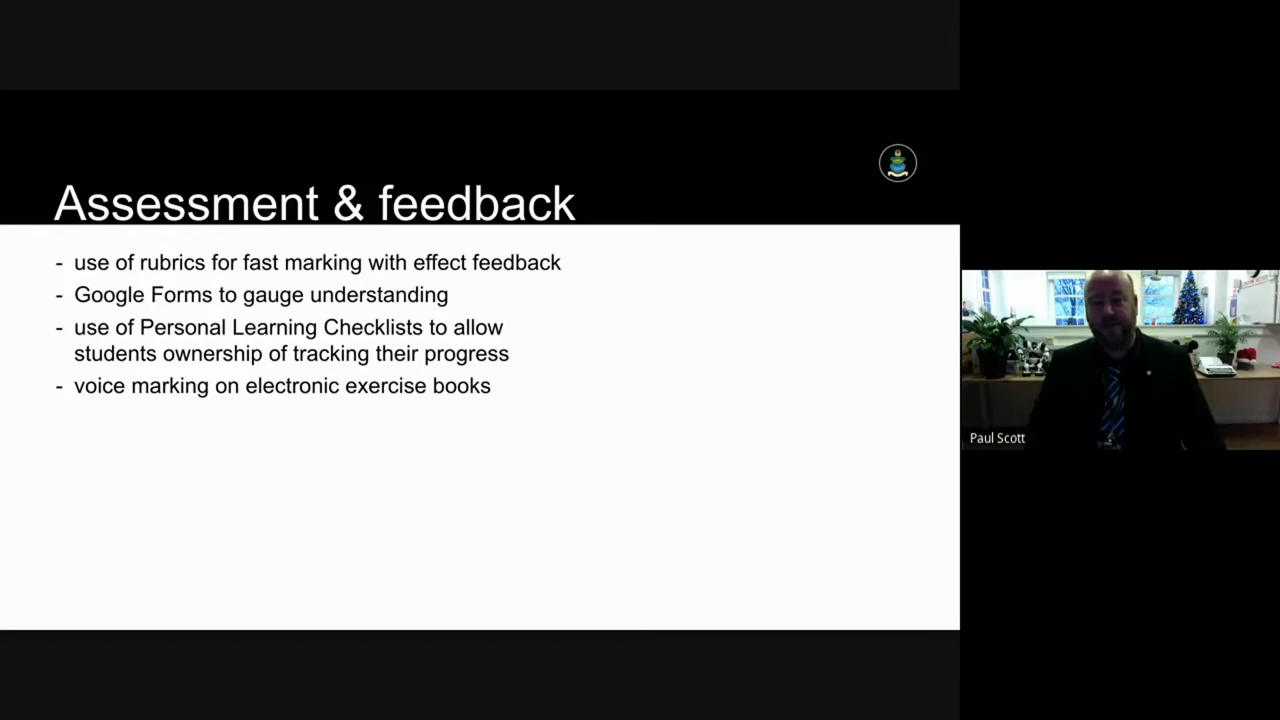 Assessment & feedback
- use of rubrics for fast marking with effect feedback
- Google Forms to gauge understanding
- use of Personal Learning Checklists to allow
students ownership of tracking their progress
- voice marking on electronic exercise books
Paul Scott